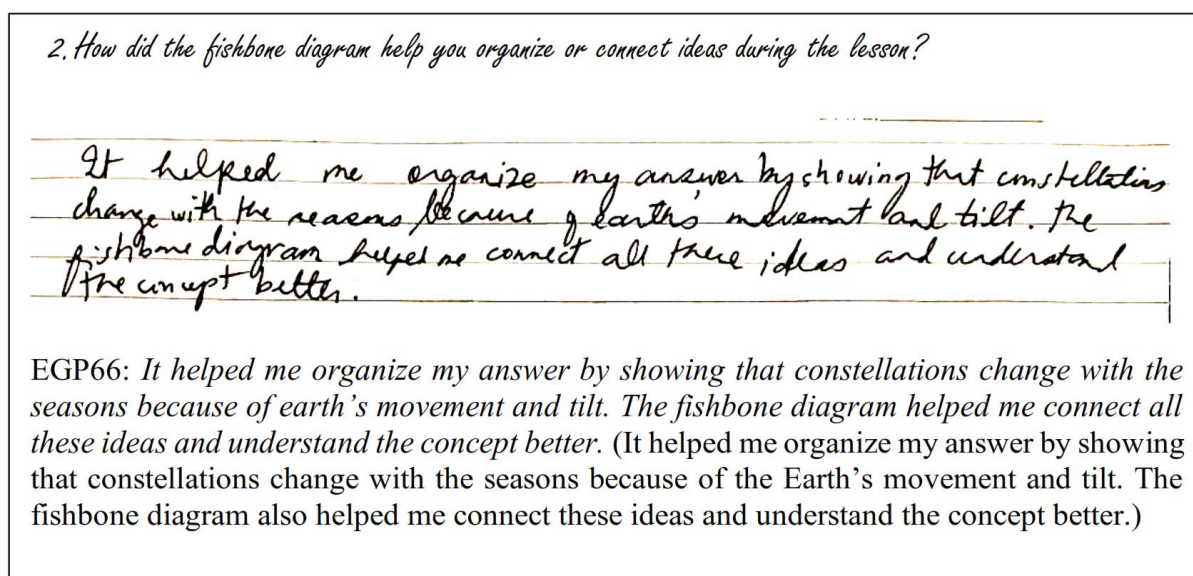 2. How did the fishbone diagram help you organize or connect ideas during the lesson?
It helped me organize my answer by showing that constellations
change with the seasons because of earth's movement and tilt. The
fishbone diagram helped me connect all these ideas and understand
the concept better.
EGP66: It helped me organize my answer by showing that constellations change with the
seasons because of earth's movement and tilt. The fishbone diagram helped me connect all
these ideas and understand the concept better. (It helped me organize my answer by showing
that constellations change with the seasons because of the Earth's movement and tilt. The
fishbone diagram also helped me connect these ideas and understand the concept better.)